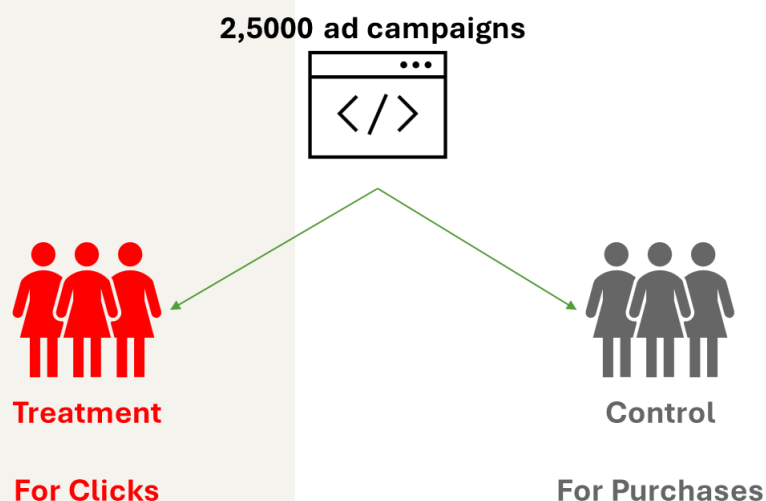 2,5000 ad campaigns
</>
Treatment
Control
For Clicks
For Purchases